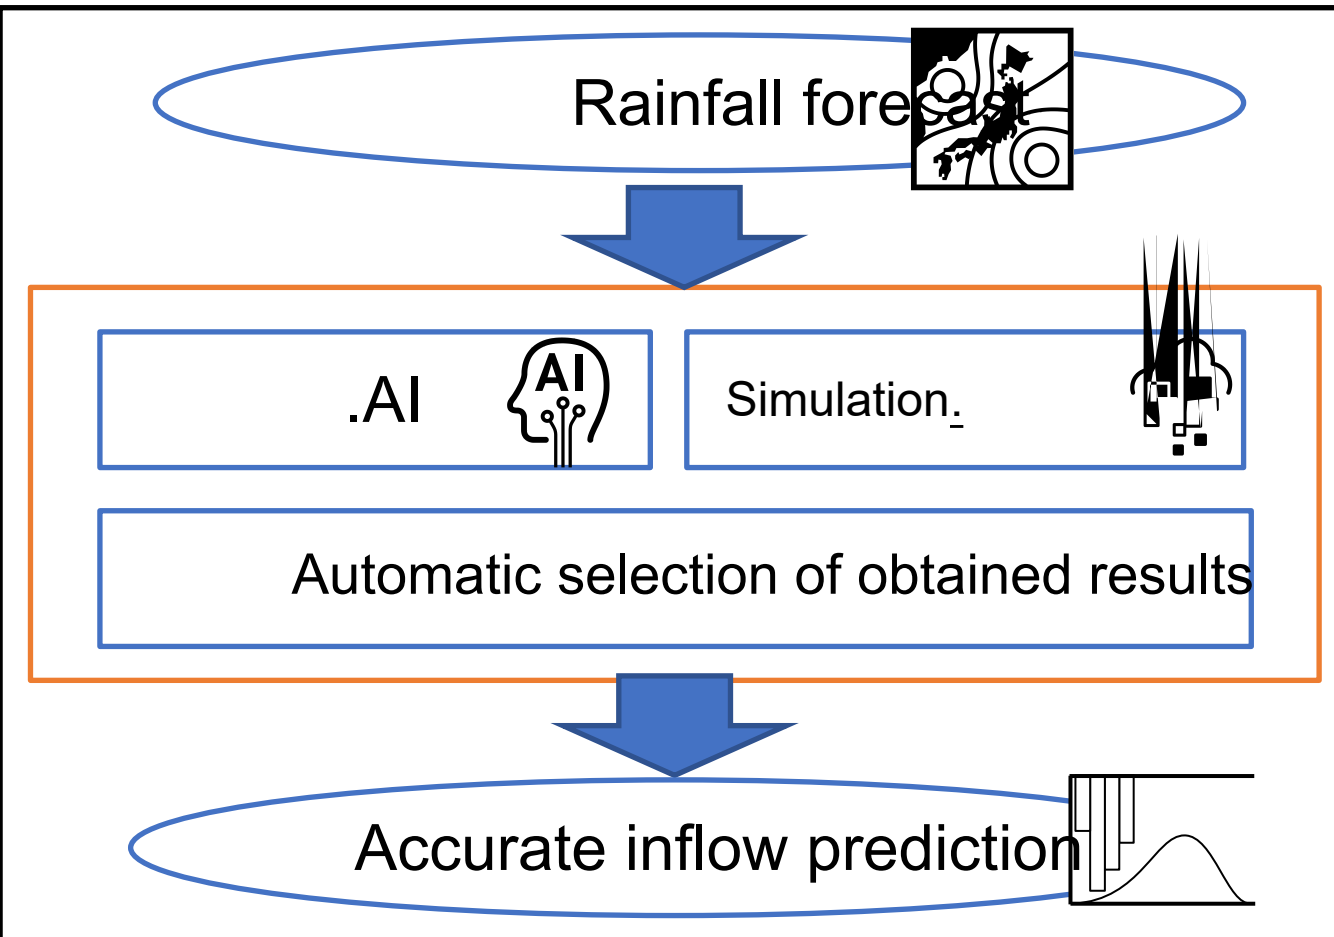 Rainfall forecast
.AI
AI
Simulation.
Automatic selection of obtained results
Accurate inflow prediction